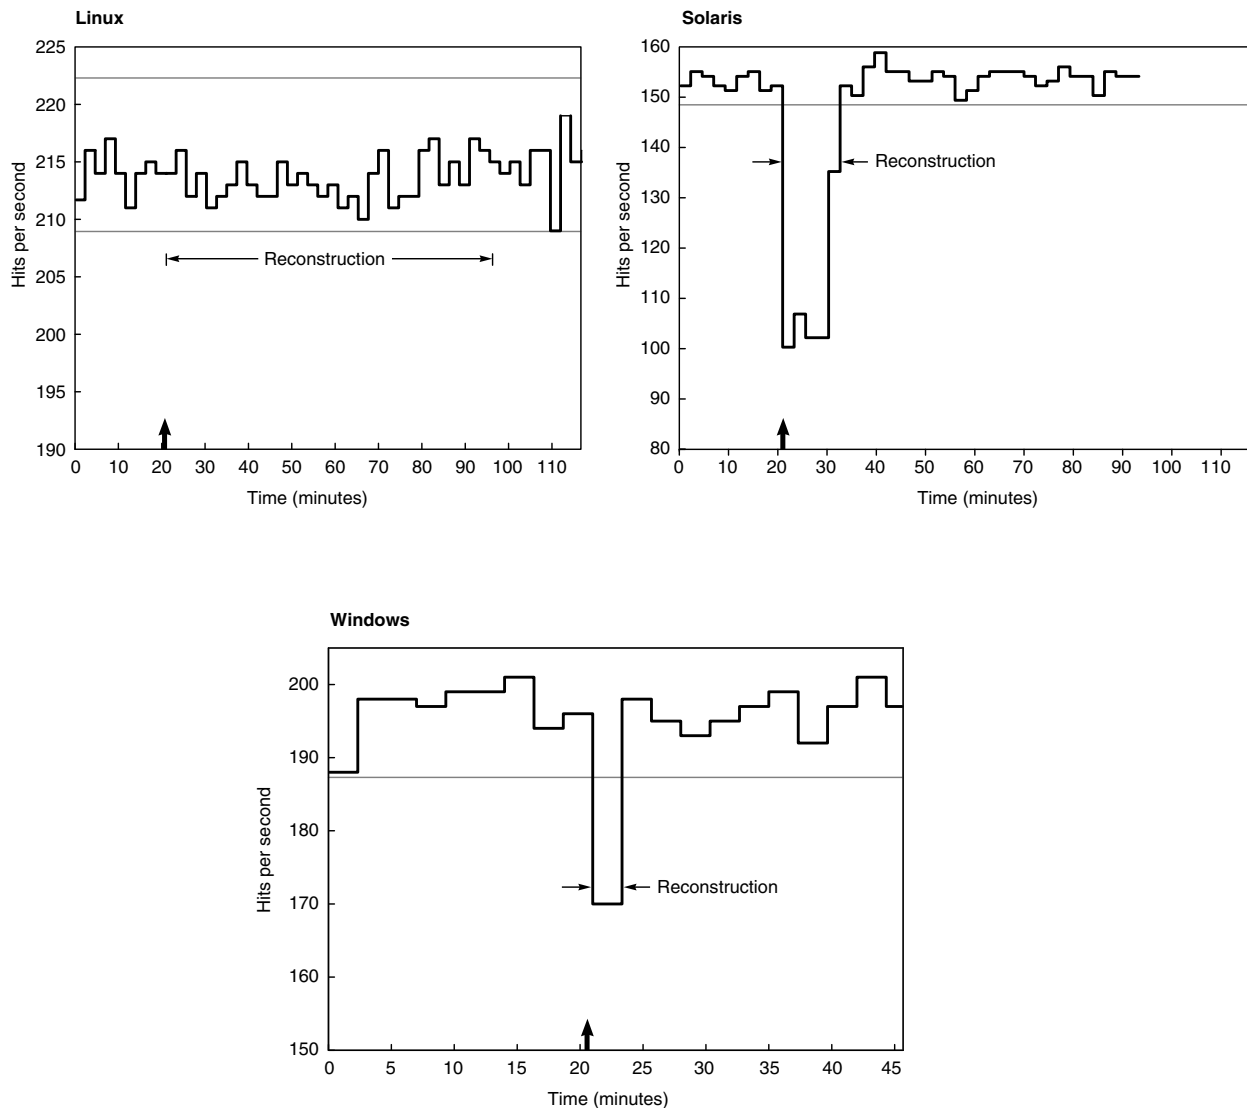 Linux
225
220
215
210
205
200
195
190
Hits per second
Reconstruction
0 10 20 30 40 50 60 70 80 90 100 110
Time (minutes)
Solaris
160
150
140
130
120
110
100
90
80
Hits per second
Reconstruction
0 10 20 30 40 50 60 70 80 90 100 110
Time (minutes)
Windows
200
190
180
170
160
150
Hits per second
Reconstruction
0 5 10 15 20 25 30 35 40 45
Time (minutes)